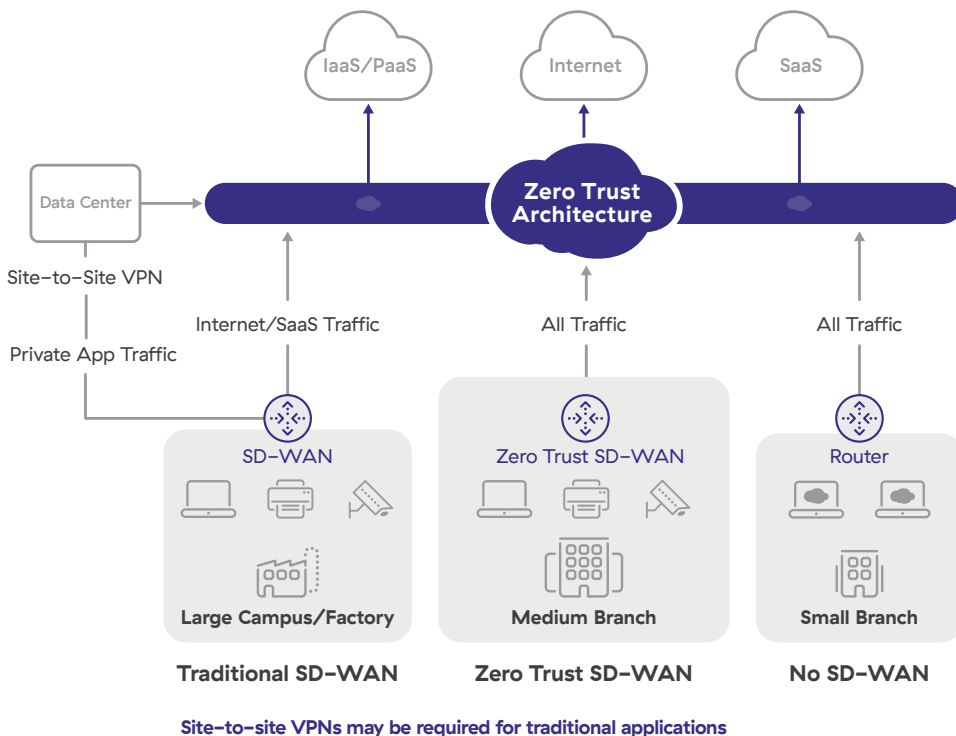 IaaS/PaaS
Internet
SaaS
Data Center
Zero Trust
Architecture
Site-to-Site VPN
Private App Traffic
Internet/SaaS Traffic
All Traffic
All Traffic
SD-WAN
Zero Trust SD-WAN
Router
Large Campus/Factory
Medium Branch
Small Branch
Traditional SD-WAN
Zero Trust SD-WAN
No SD-WAN
Site-to-site VPNs may be required for traditional applications